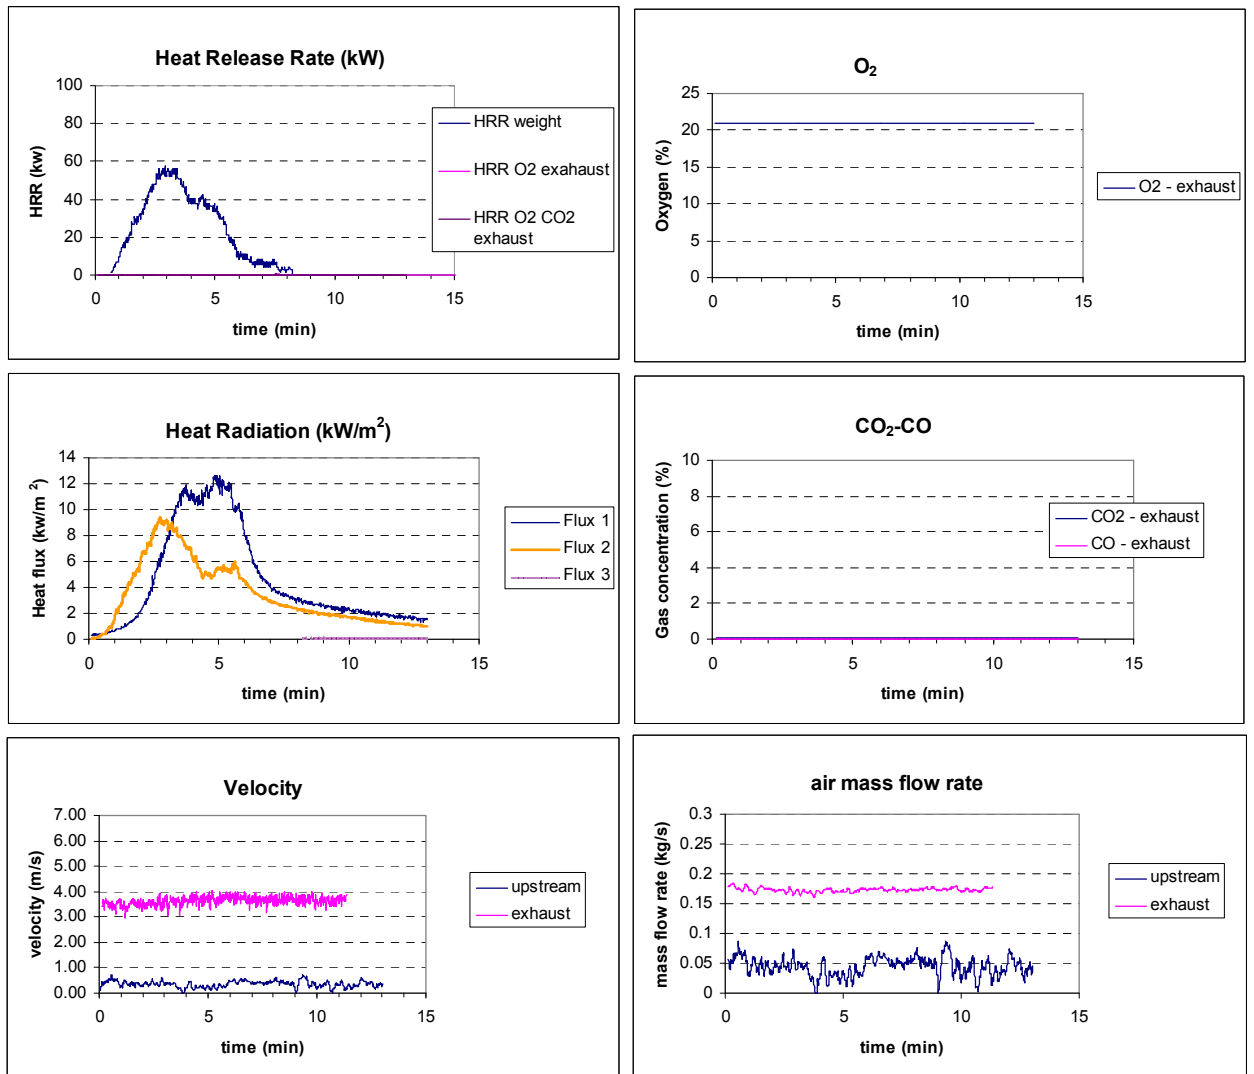 Heat Release Rate (kW)
100
80
60
40
20
0
HRR (kw)
0 5 10 15
time (min)
HRR weight
HRR O2 exahaust
HRR O2 CO2
exhaust
O2
25
20
15
10
5
0
Oxygen (%)
0 5 10 15
time (min)
O2 - exhaust
Heat Radiation (kW/m2)
14
12
10
8
6
4
2
0
Heat flux (kw/m2)
0 5 10 15
time (min)
Flux 1
Flux 2
Flux 3
CO2-CO
10
8
6
4
2
0
Gas concentration (%)
0 5 10 15
time (min)
CO2 - exhaust
CO - exhaust
Velocity
7.00
6.00
5.00
4.00
3.00
2.00
1.00
0.00
velocity (m/s)
0 5 10 15
time (min)
upstream
exhaust
air mass flow rate
0.3
0.25
0.2
0.15
0.1
0.05
0
mass flow rate (kg/s)
0 5 10 15
time (min)
upstream
exhaust